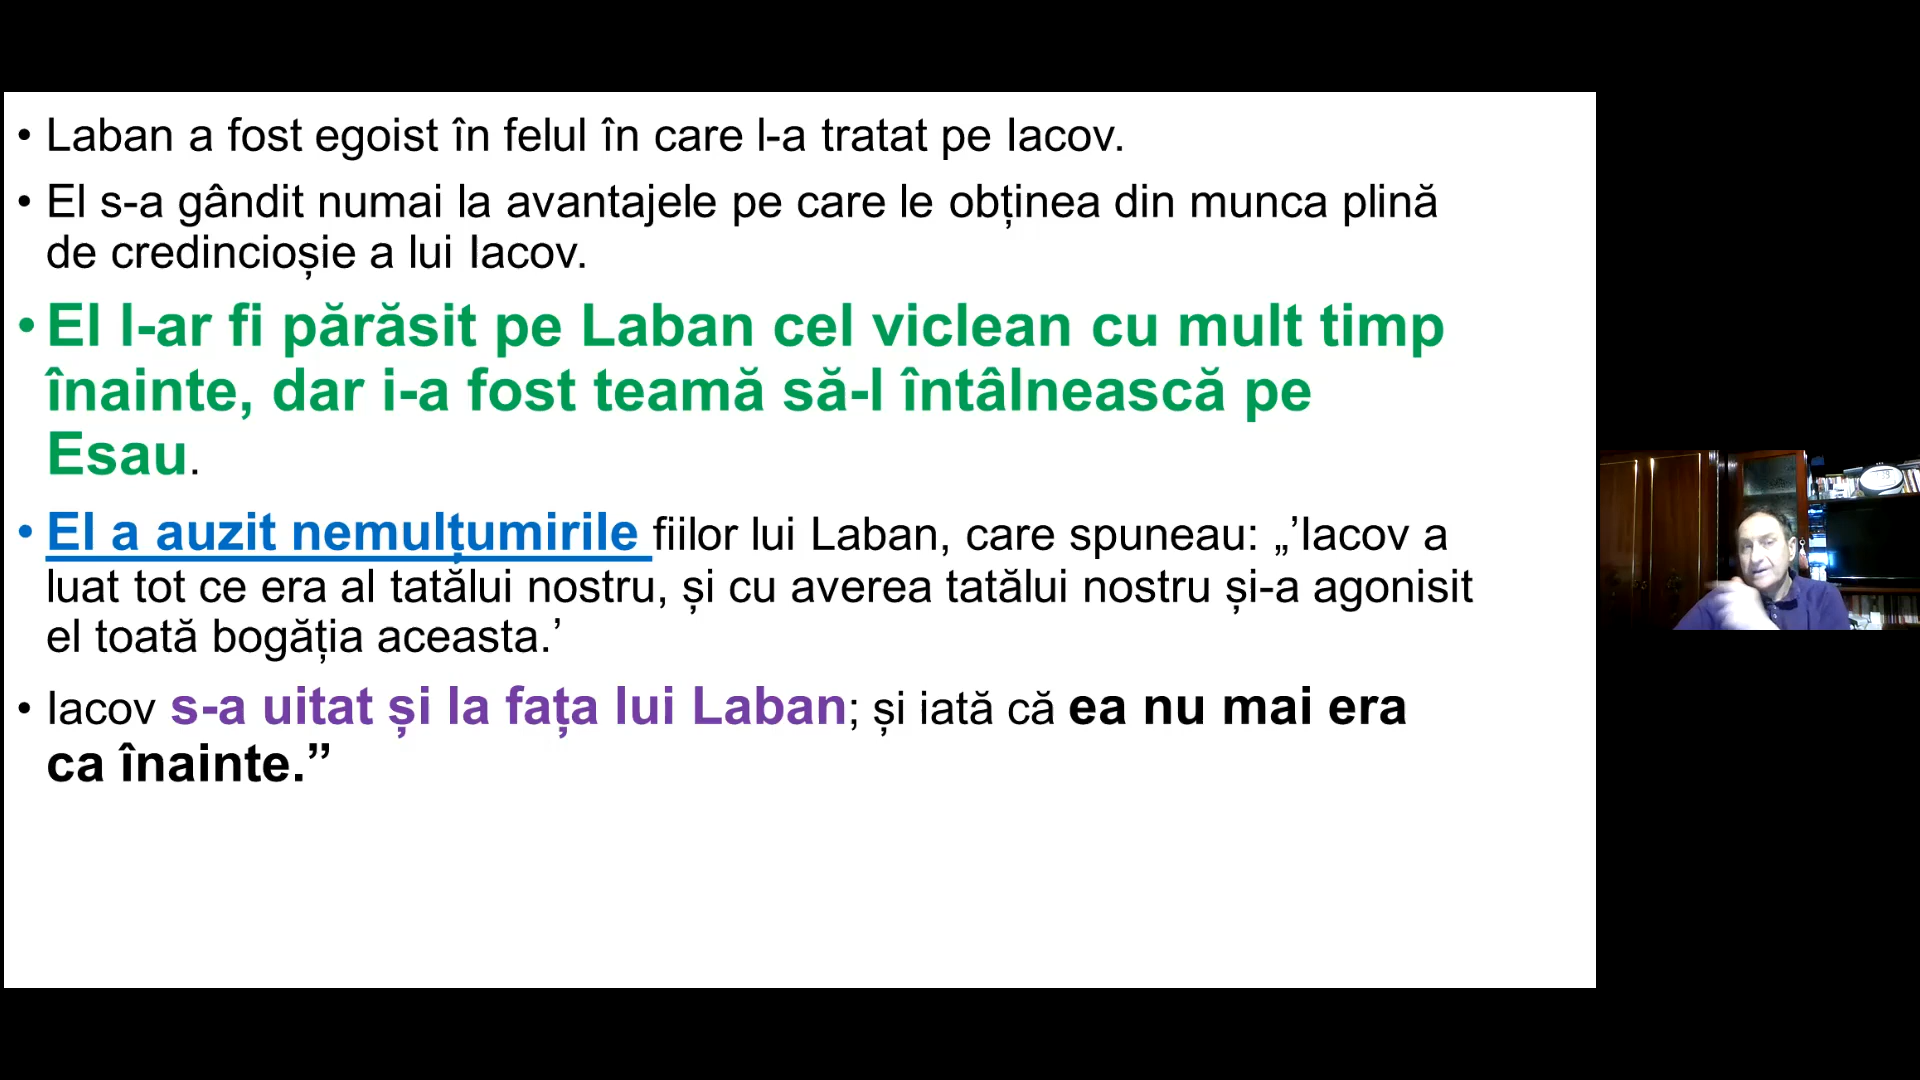 • Laban a fost egoist în felul în care l-a tratat pe Iacov.
• El s-a gândit numai la avantajele pe care le obținea din munca plină
de credincioșie a lui Iacov.
• El l-ar fi părăsit pe Laban cel viclean cu mult timp
înainte, dar i-a fost teamă să-l întâlnească pe
Esau.
• El a auzit nemulțumirile fiilor lui Laban, care spuneau: „’Iacov a
luat tot ce era al tatălui nostru, și cu averea tatălui nostru și-a agonisit
el toată bogăția aceasta.’
• Iacov s-a uitat și la fața lui Laban; și iată că ea nu mai era
ca înainte.”